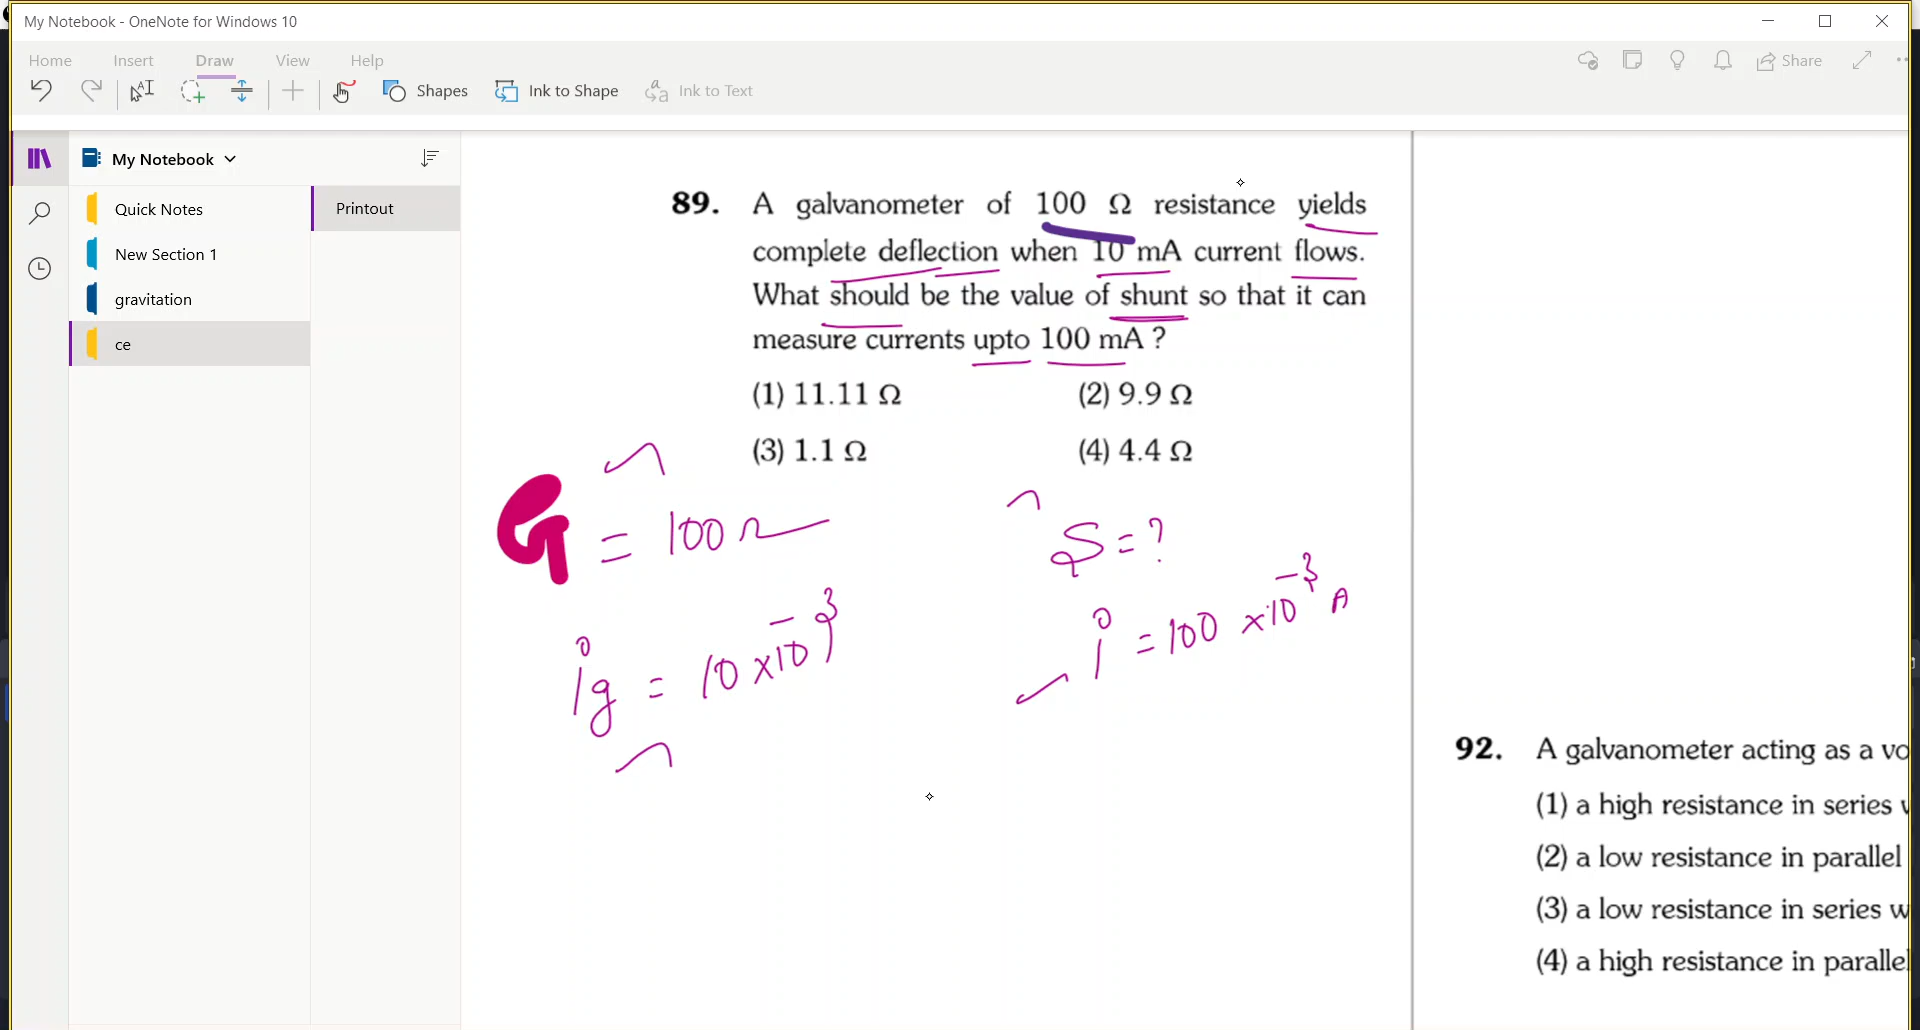 My Notebook - OneNote for Windows 10
Home Insert Draw View Help
Share
Shapes Ink to Shape Ink to Text
My Notebook
Quick Notes
New Section 1
gravitation
ce
Printout
89. A galvanometer of 100 Ω resistance yields
complete deflection when 10 mA current flows.
What should be the value of shunt so that it can
measure currents upto 100 mA ?
(1) 11.11 Ω (2) 9.9 Ω
(3) 1.1 Ω (4) 4.4 Ω
G = 100 Ω
S = ?
ig = 10 × 10⁻³
i = 100 × 10⁻³ A
92. A galvanometer acting as a vo
(1) a high resistance in series
(2) a low resistance in parallel
(3) a low resistance in series w
(4) a high resistance in paralle